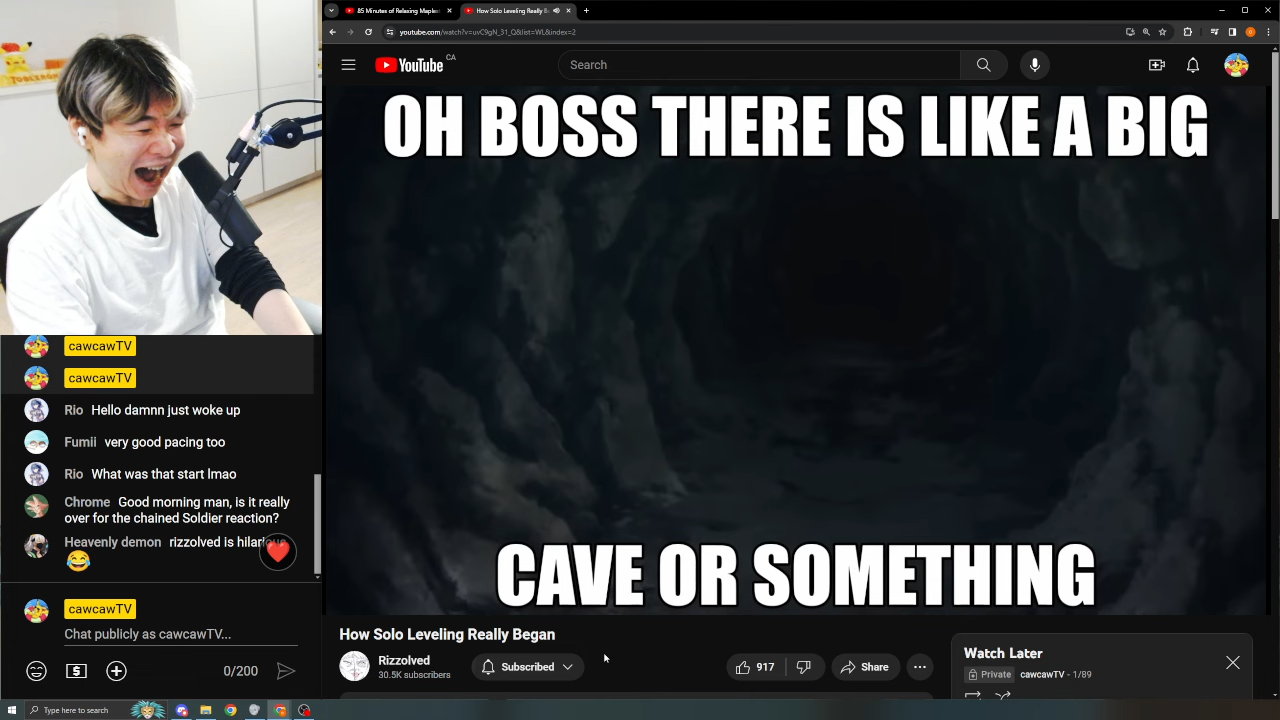 85 Minutes of Relaxing Maples
How Solo Leveling Really B
youtube.com/watch?v=uvC9gN_31_Q&list=WL&index=2
YouTube CA
Search
OH BOSS THERE IS LIKE A BIG
CAVE OR SOMETHING
cawcawTV
cawcawTV
Rio Hello damnn just woke up
Fumii very good pacing too
Rio What was that start lmao
Chrome Good morning man, is it really
over for the chained Soldier reaction?
Heavenly demon rizzolved is hilarious
cawcawTV
Chat publicly as cawcawTV...
0/200
How Solo Leveling Really Began
Rizzolved
30.5K subscribers
Subscribed
917
Share
Watch Later
Private cawcawTV - 1/89
Type here to search